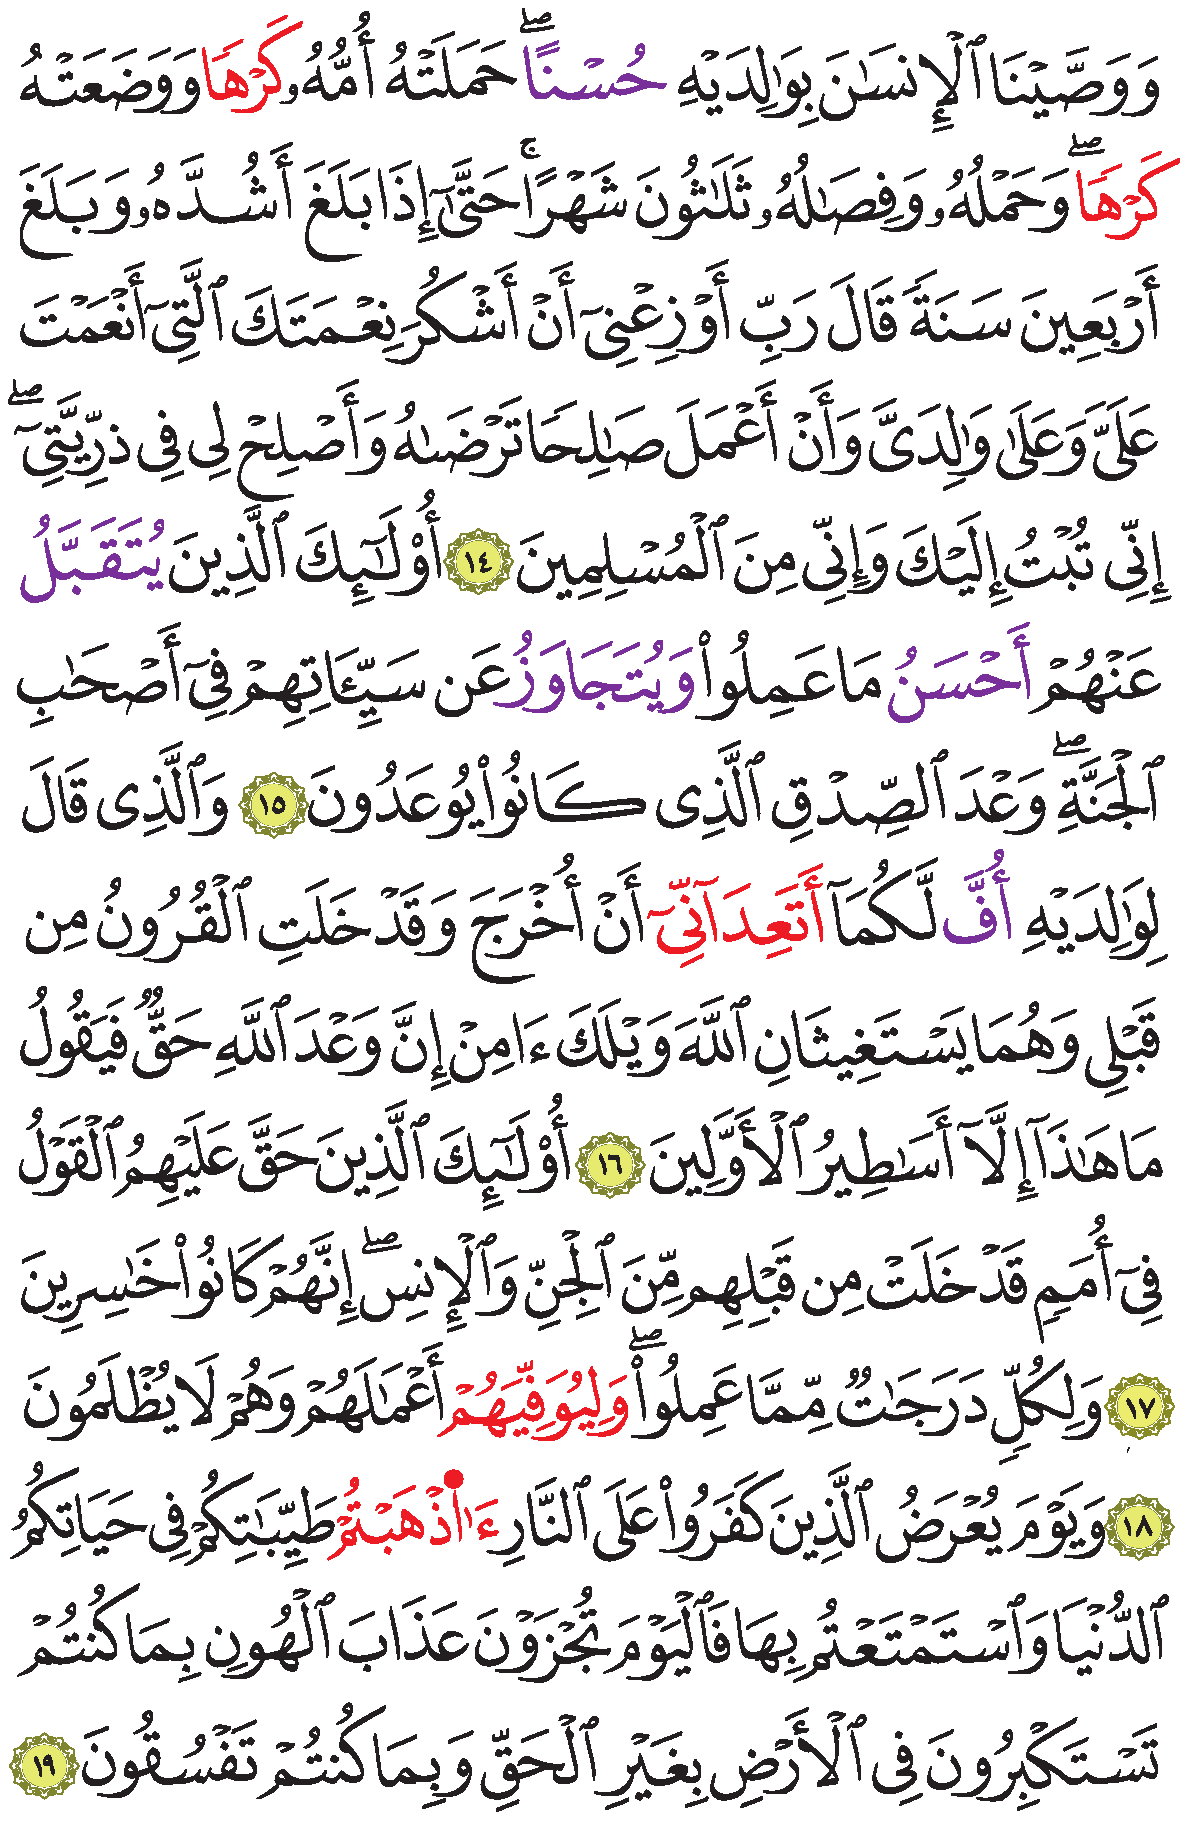 وَوَصَّيْنَا ٱلْإِنسَٰنَ بِوَٰلِدَيْهِ حُسْنًاۖ حَمَلَتْهُ أُمُّهُۥ كَرْهًا وَوَضَعَتْهُ
كَرْهًاۖ وَحَمْلُهُۥ وَفِصَٰلُهُۥ ثَلَٰثُونَ شَهْرًاۚ حَتَّىٰٓ إِذَا بَلَغَ أَشُدَّهُۥ وَبَلَغَ
أَرْبَعِينَ سَنَةً قَالَ رَبِّ أَوْزِعْنِىٓ أَنْ أَشْكُرَ نِعْمَتَكَ ٱلَّتِىٓ أَنْعَمْتَ
عَلَىَّ وَعَلَىٰ وَٰلِدَىَّ وَأَنْ أَعْمَلَ صَٰلِحًا تَرْضَىٰهُ وَأَصْلِحْ لِى فِى ذُرِّيَّتِىٓۖ
إِنِّى تُبْتُ إِلَيْكَ وَإِنِّى مِنَ ٱلْمُسْلِمِينَ ١٤ أُوْلَٰٓئِكَ ٱلَّذِينَ يُتَقَبَّلُ
عَنْهُمْ أَحْسَنُ مَا عَمِلُوا۟ وَيُتَجَاوَزُ عَن سَيِّـَٔاتِهِمْ فِىٓ أَصْحَٰبِ
ٱلْجَنَّةِۖ وَعْدَ ٱلصِّدْقِ ٱلَّذِى كَانُوا۟ يُوعَدُونَ ١٥ وَٱلَّذِى قَالَ
لِوَٰلِدَيْهِ أُفَّ لَّكُمَآ أَتَعِدَآنِّىٓ أَنْ أُخْرَجَ وَقَدْ خَلَتِ ٱلْقُرُونُ مِن
قَبْلِى وَهُمَا يَسْتَغِيثَانِ ٱللَّهَ وَيْلَكَ ءَامِنْ إِنَّ وَعْدَ ٱللَّهِ حَقٌّ فَيَقُولُ
مَا هَٰذَآ إِلَّآ أَسَٰطِيرُ ٱلْأَوَّلِينَ ١٦ أُوْلَٰٓئِكَ ٱلَّذِينَ حَقَّ عَلَيْهِمُ ٱلْقَوْلُ
فِىٓ أُمَمٍ قَدْ خَلَتْ مِن قَبْلِهِم مِّنَ ٱلْجِنِّ وَٱلْإِنسِۖ إِنَّهُمْ كَانُوا۟ خَٰسِرِينَ
١٧ وَلِكُلٍّ دَرَجَٰتٌ مِّمَّا عَمِلُوا۟ۖ وَلِيُوَفِّيَهُمْ أَعْمَٰلَهُمْ وَهُمْ لَا يُظْلَمُونَ
١٨ وَيَوْمَ يُعْرَضُ ٱلَّذِينَ كَفَرُوا۟ عَلَى ٱلنَّارِ ءَا۬ذْهَبْتُمْ طَيِّبَٰتِكُمْ فِى حَيَاتِكُمُ
ٱلدُّنْيَا وَٱسْتَمْتَعْتُم بِهَا فَٱلْيَوْمَ تُجْزَوْنَ عَذَابَ ٱلْهُونِ بِمَا كُنتُمْ
تَسْتَكْبِرُونَ فِى ٱلْأَرْضِ بِغَيْرِ ٱلْحَقِّ وَبِمَا كُنتُمْ تَفْسُقُونَ ١٩